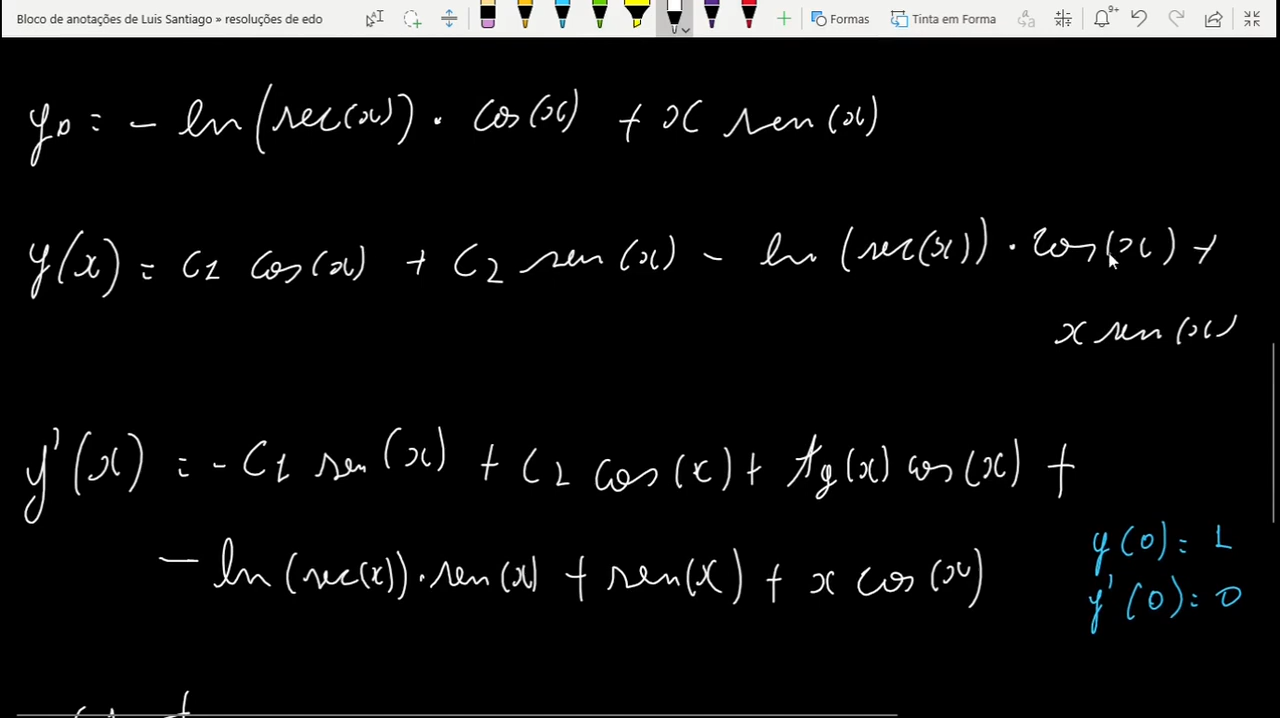 Bloco de anotações de Luis Santiago » resoluções de edo
Formas
Tinta em Forma
9+
yp = - ln(sec(x)) · cos(x) + x sen(x)
y(x) = C1 cos(x) + C2 sen(x) - ln(sec(x)) · cos(x) +
x sen(x)
y'(x) = -C1 sen(x) + C2 cos(x) + tg(x) cos(x) +
- ln(sec(x)) · sen(x) + sen(x) + x cos(x)
y(0) = 1
y'(0) = 0